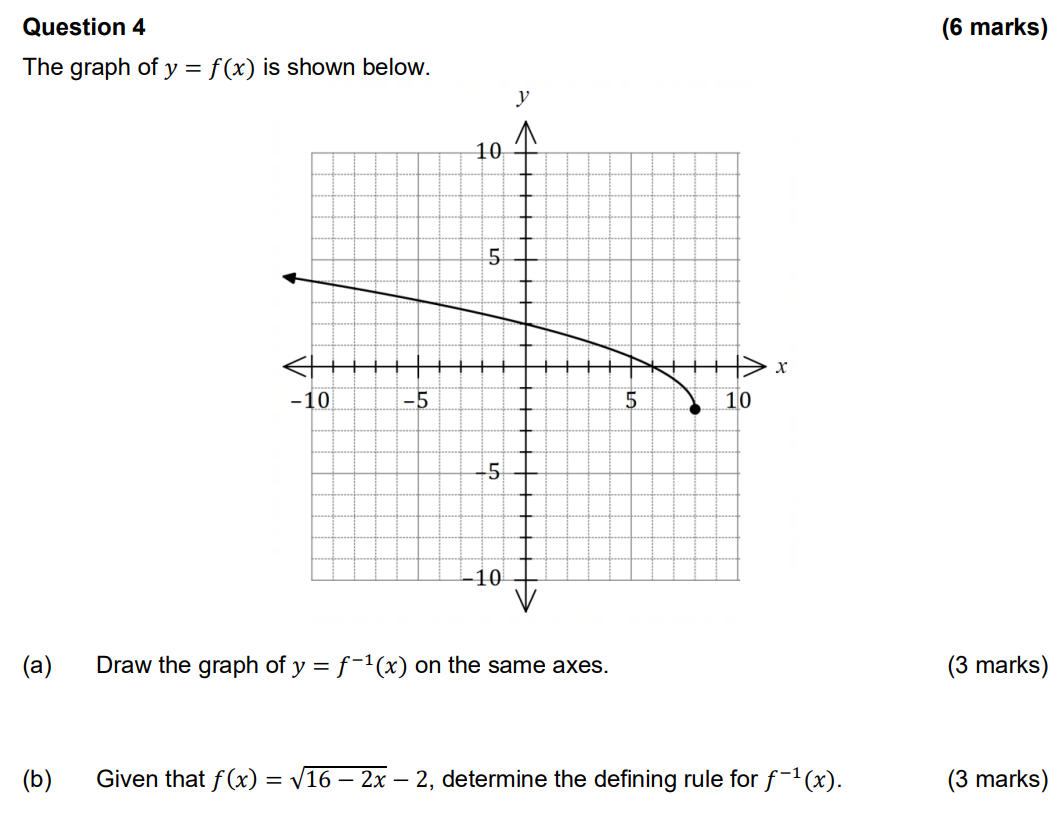 Question 4 (6 marks)
The graph of y = f(x) is shown below.
y
10
5
x
−10 −5 5 10
−5
−10
(a) Draw the graph of y = f⁻¹(x) on the same axes. (3 marks)
(b) Given that f(x) = √(16 − 2x) − 2, determine the defining rule for f⁻¹(x). (3 marks)